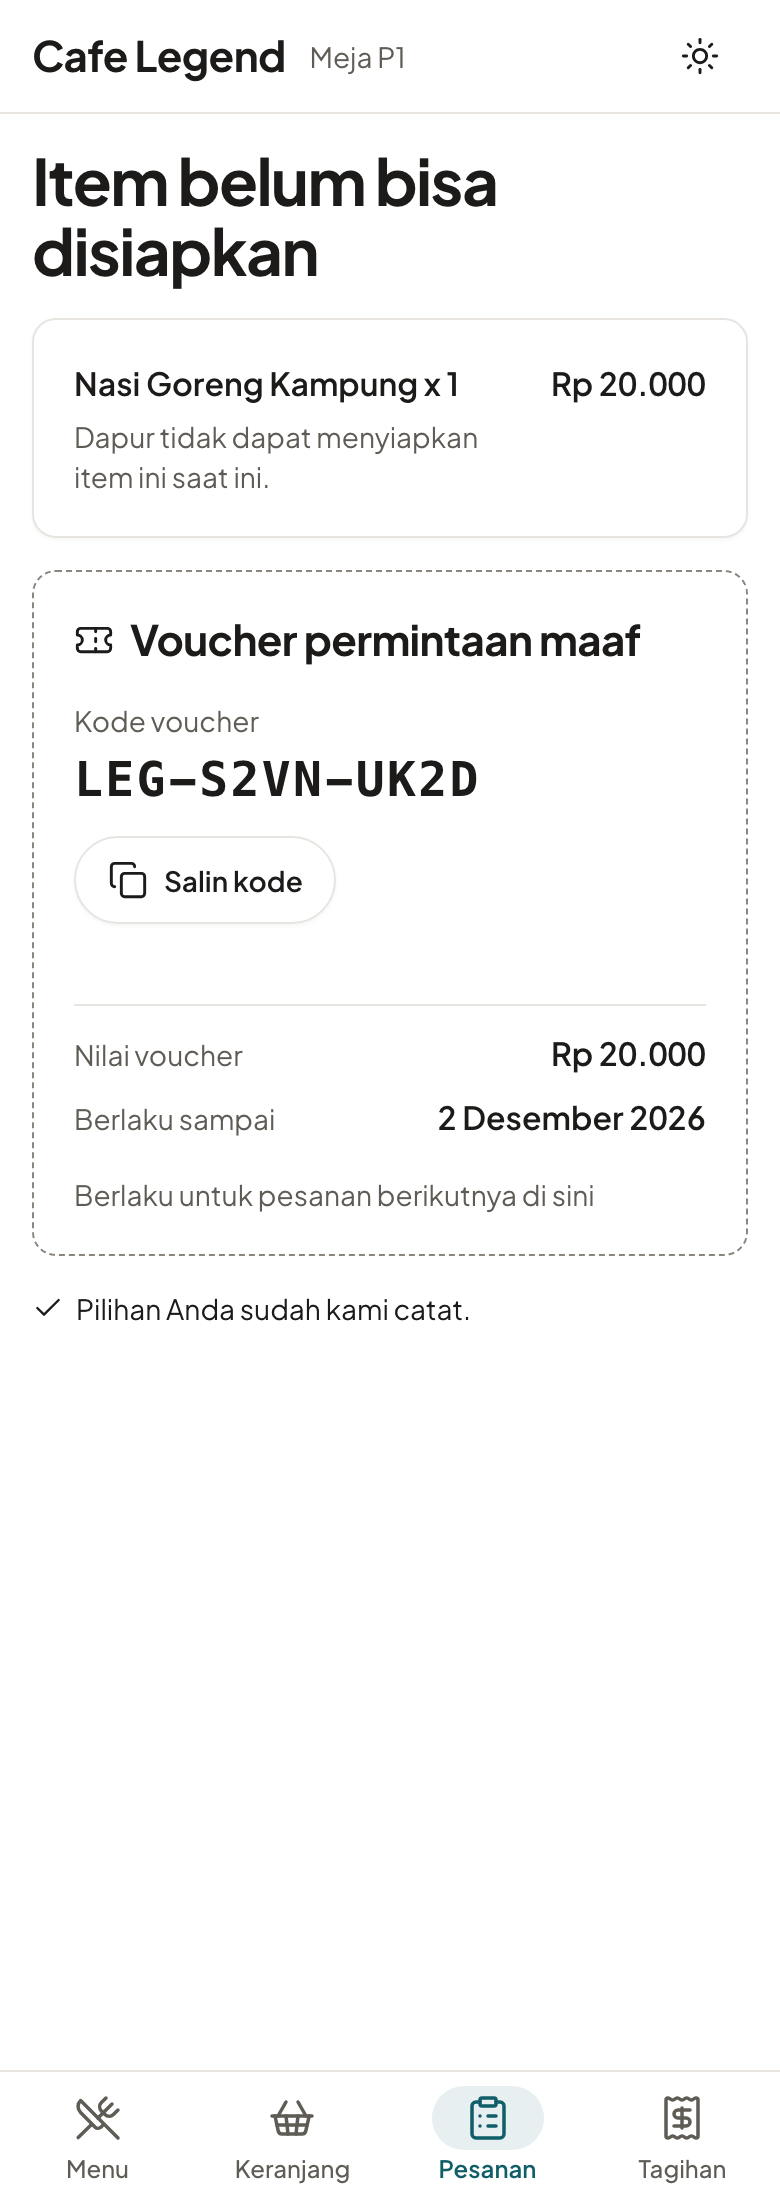 Cafe Legend Meja P1
Item belum bisa
disiapkan
Nasi Goreng Kampung x 1 Rp 20.000
Dapur tidak dapat menyiapkan
item ini saat ini.
Voucher permintaan maaf
Kode voucher
LEG-S2VN-UK2D
Salin kode
Nilai voucher Rp 20.000
Berlaku sampai 2 Desember 2026
Berlaku untuk pesanan berikutnya di sini
Pilihan Anda sudah kami catat.
Menu Keranjang Pesanan Tagihan